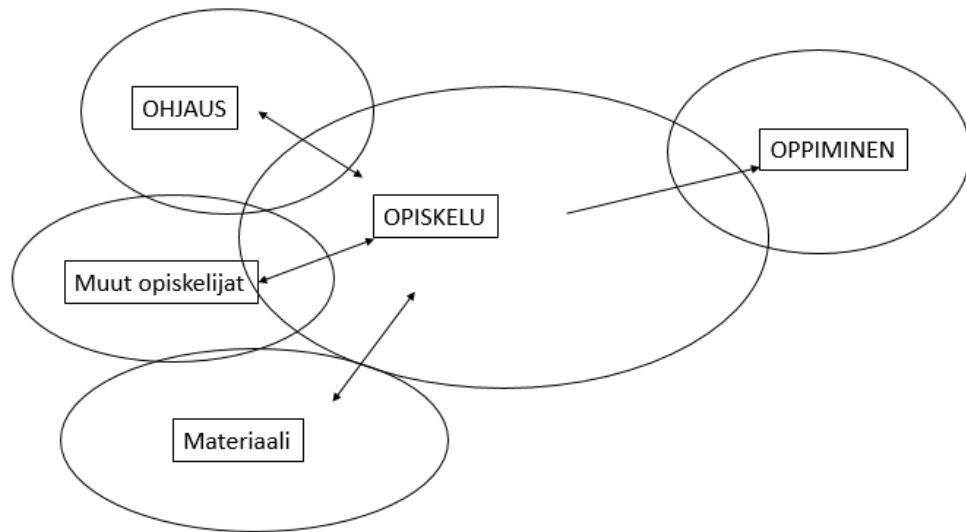 OHJAUS
OPPIMINEN
OPISKELU
Muut opiskelijat
Materiaali